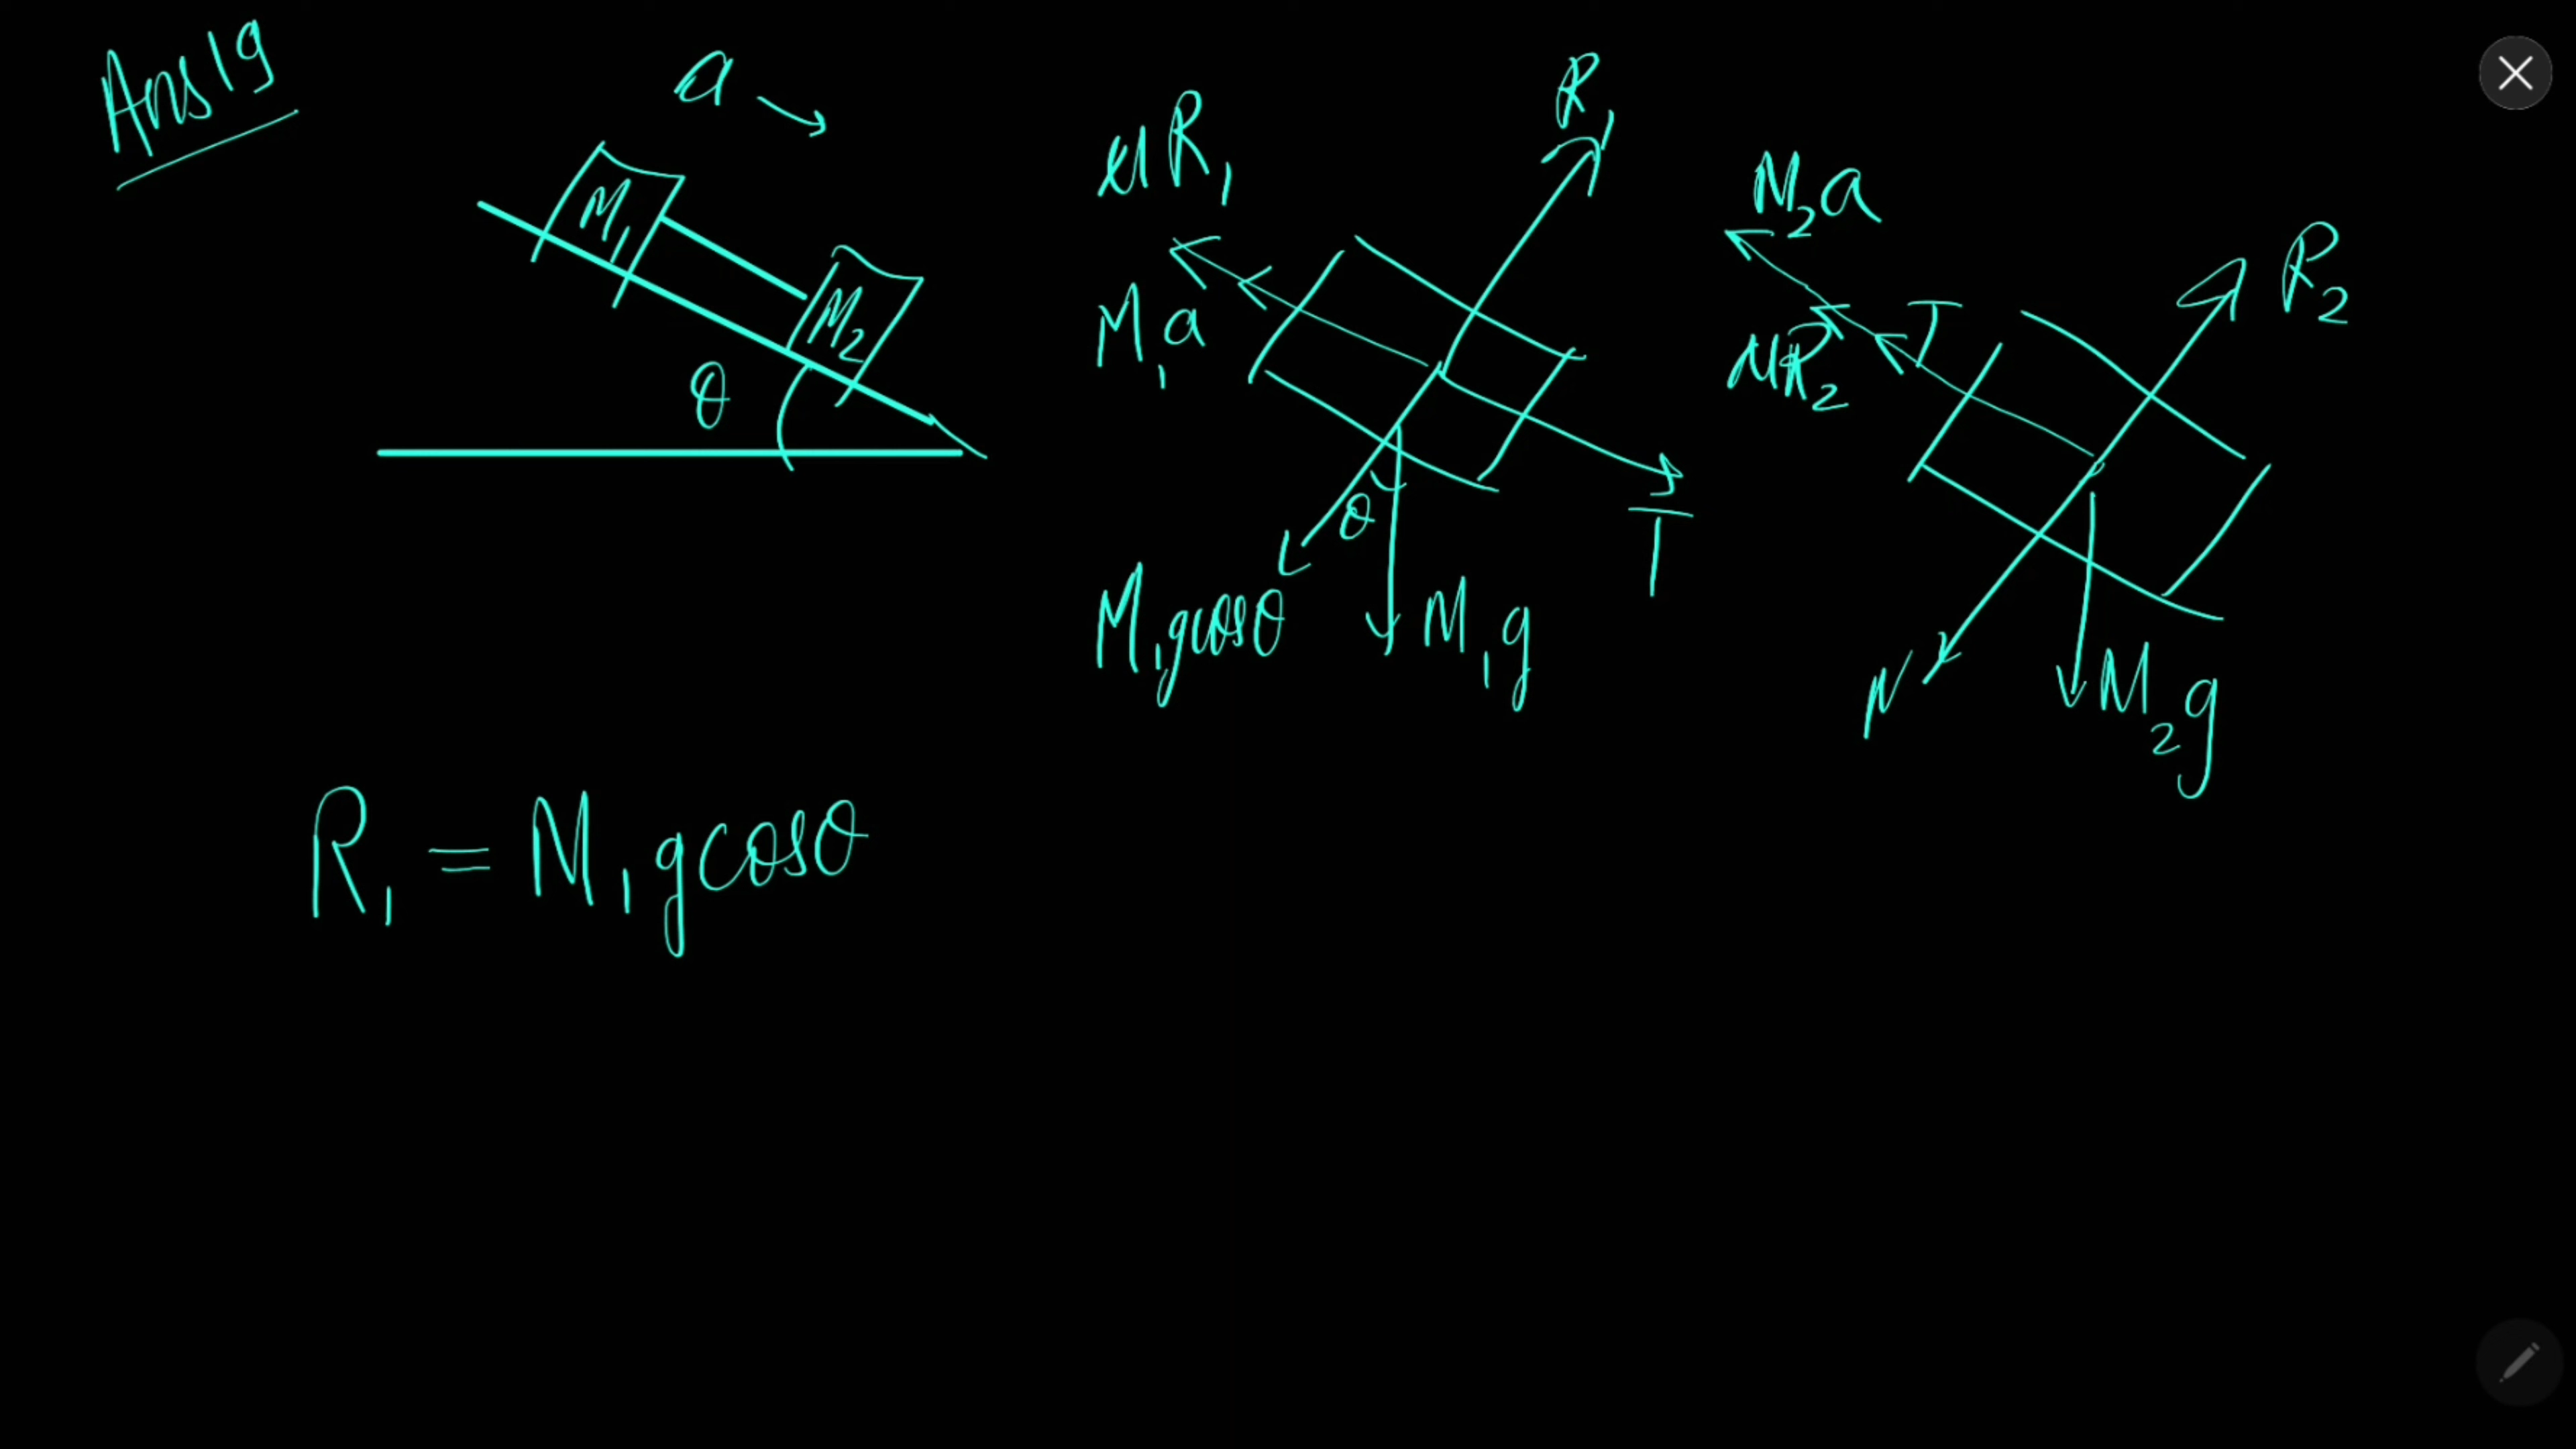 Ans 19
a
M₁
M₂
θ
μR₁
M₁a
R₁
θ
T
M₁gcosθ
M₁g
M₂a
μR₂
T
R₂
M₂g
R₁ = M₁gcosθ